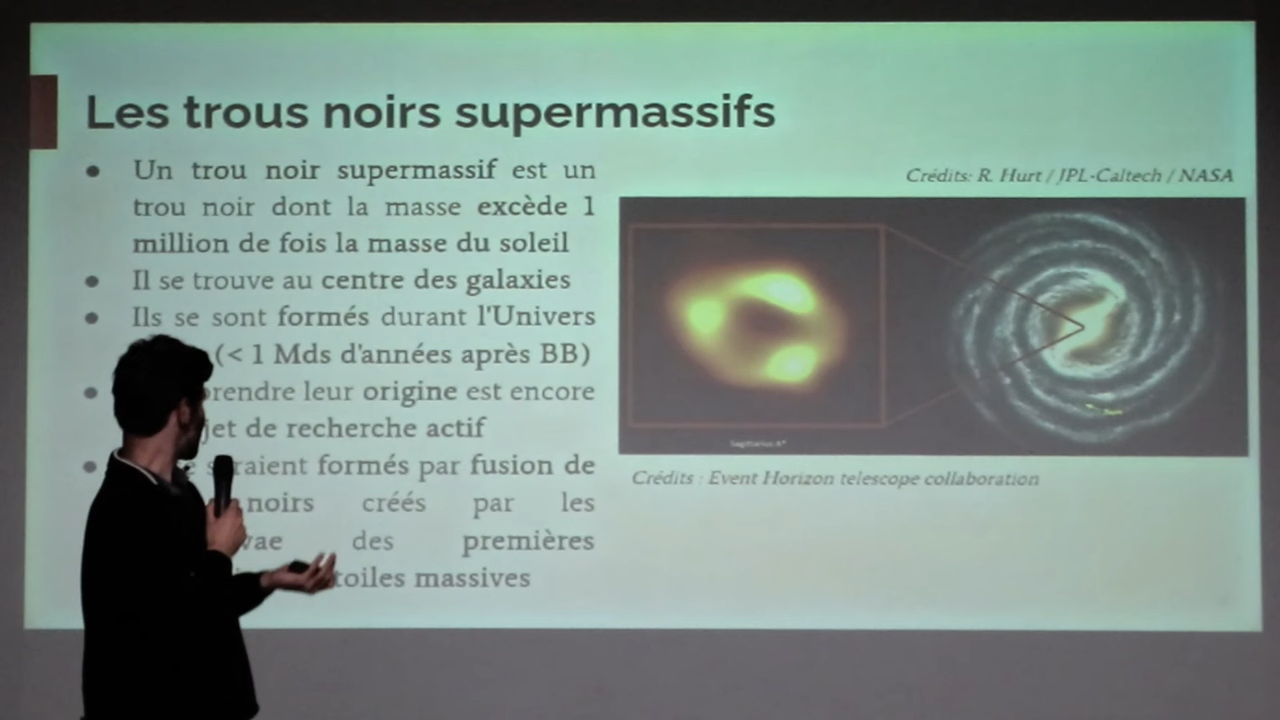 Les trous noirs supermassifs
• Un trou noir supermassif est un
trou noir dont la masse excède 1
million de fois la masse du soleil
• Il se trouve au centre des galaxies
• Ils se sont formés durant l'Univers
(< 1 Mds d'années après BB)
• prendre leur origine est encore
jet de recherche actif
• e seraient formés par fusion de
noirs créés par les
vae des premières
toiles massives
Crédits: R. Hurt / JPL-Caltech / NASA
Sagittarius A*
Crédits : Event Horizon telescope collaboration